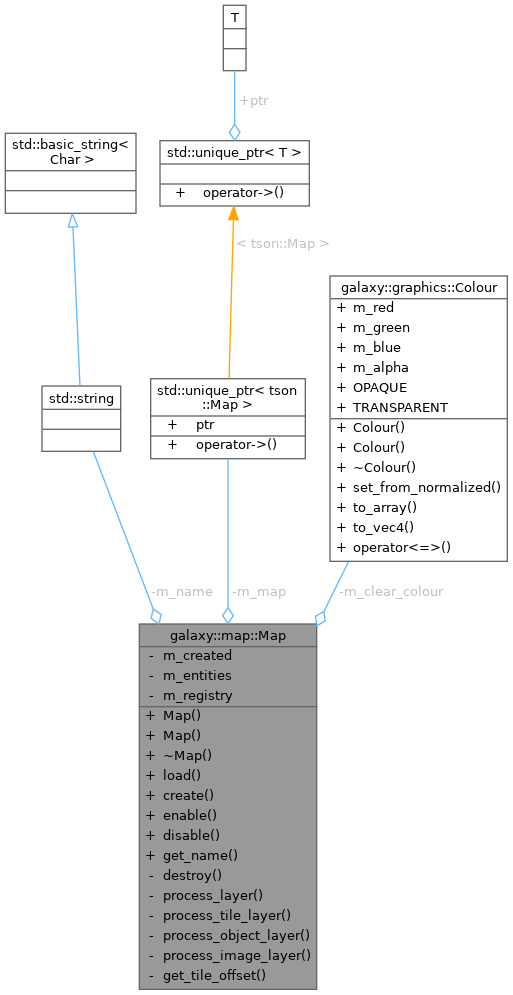 T
+ptr
std::basic_string<
Char >
std::unique_ptr< T >
+ operator->()
< tson::Map >
galaxy::graphics::Colour
+ m_red
+ m_green
+ m_blue
+ m_alpha
+ OPAQUE
+ TRANSPARENT
+ Colour()
+ Colour()
+ ~Colour()
+ set_from_normalized()
+ to_array()
+ to_vec4()
+ operator<=>()
std::string
std::unique_ptr< tson
::Map >
+ ptr
+ operator->()
-m_name
-m_map
-m_clear_colour
galaxy::map::Map
- m_created
- m_entities
- m_registry
+ Map()
+ Map()
+ ~Map()
+ load()
+ create()
+ enable()
+ disable()
+ get_name()
- destroy()
- process_layer()
- process_tile_layer()
- process_object_layer()
- process_image_layer()
- get_tile_offset()